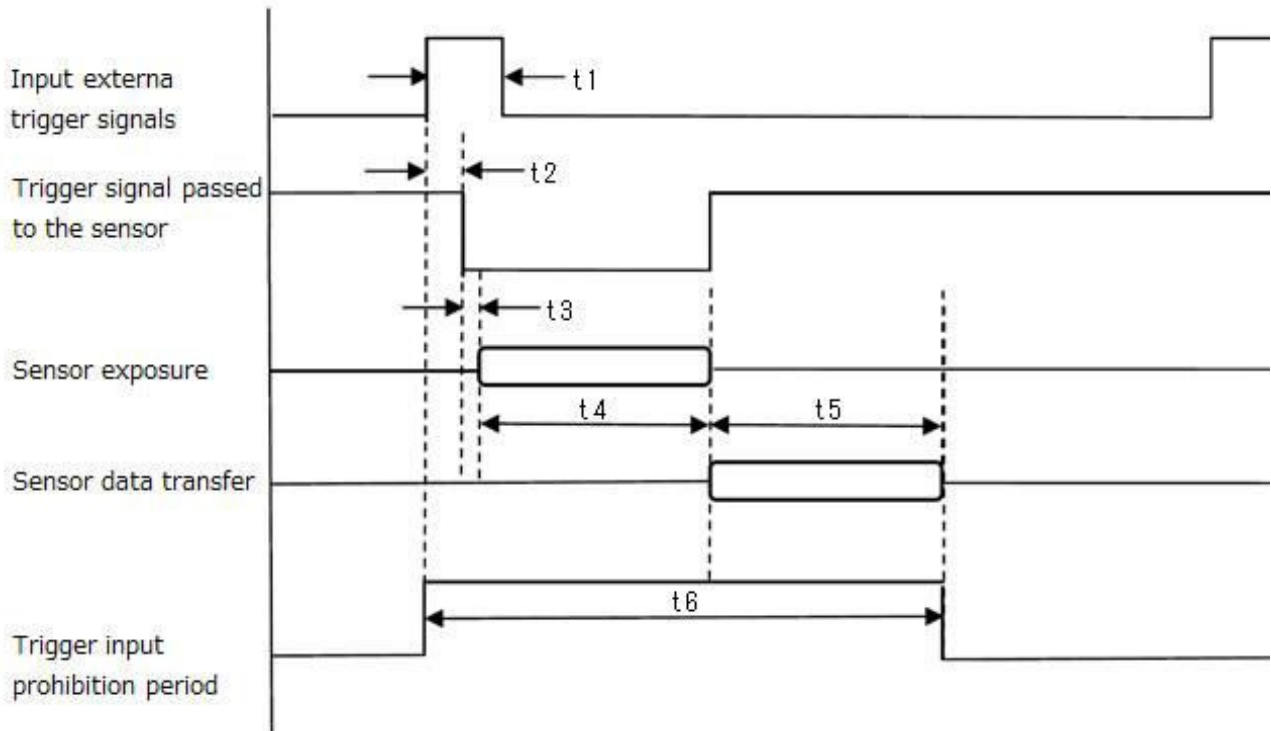 Input externa
trigger signals
t1
t2
Trigger signal passed
to the sensor
t3
Sensor exposure
t4
t5
Sensor data transfer
t6
Trigger input
prohibition period